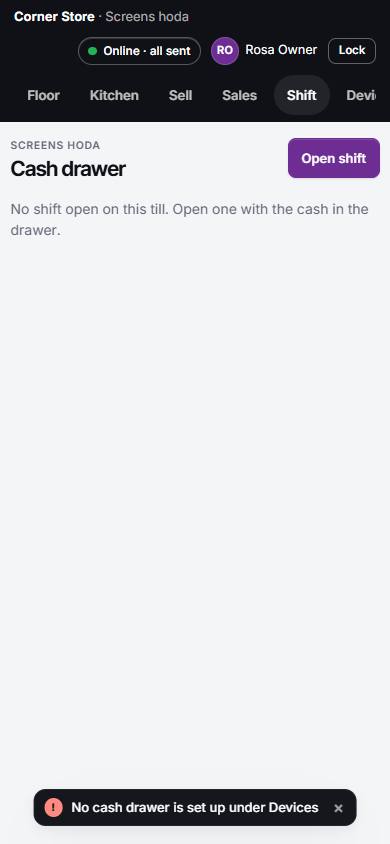 Corner Store · Screens hoda
Online · all sent
RO Rosa Owner
Lock
Floor Kitchen Sell Sales Shift Devi
SCREENS HODA
Cash drawer
Open shift
No shift open on this till. Open one with the cash in the
drawer.
! No cash drawer is set up under Devices ×